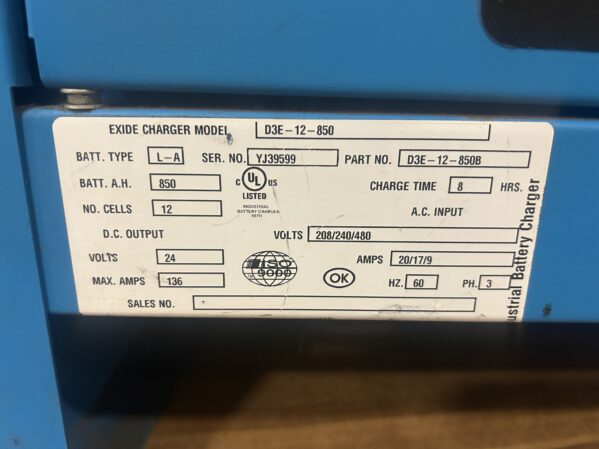 EXIDE CHARGER MODEL D3E-12-850
BATT. TYPE L-A SER. NO. YJ39599 PART NO. D3E-12-850B
BATT. A.H. 850 C UL US LISTED CHARGE TIME 8 HRS.
INDUSTRIAL
BATTERY CHARGER
NO. CELLS 12 A.C. INPUT
D.C. OUTPUT VOLTS 208/240/480
VOLTS 24 ISO 9000 AMPS 20/17/9
MAX. AMPS 136 OK HZ. 60 PH. 3
SALES NO.
ustrial Battery Charger